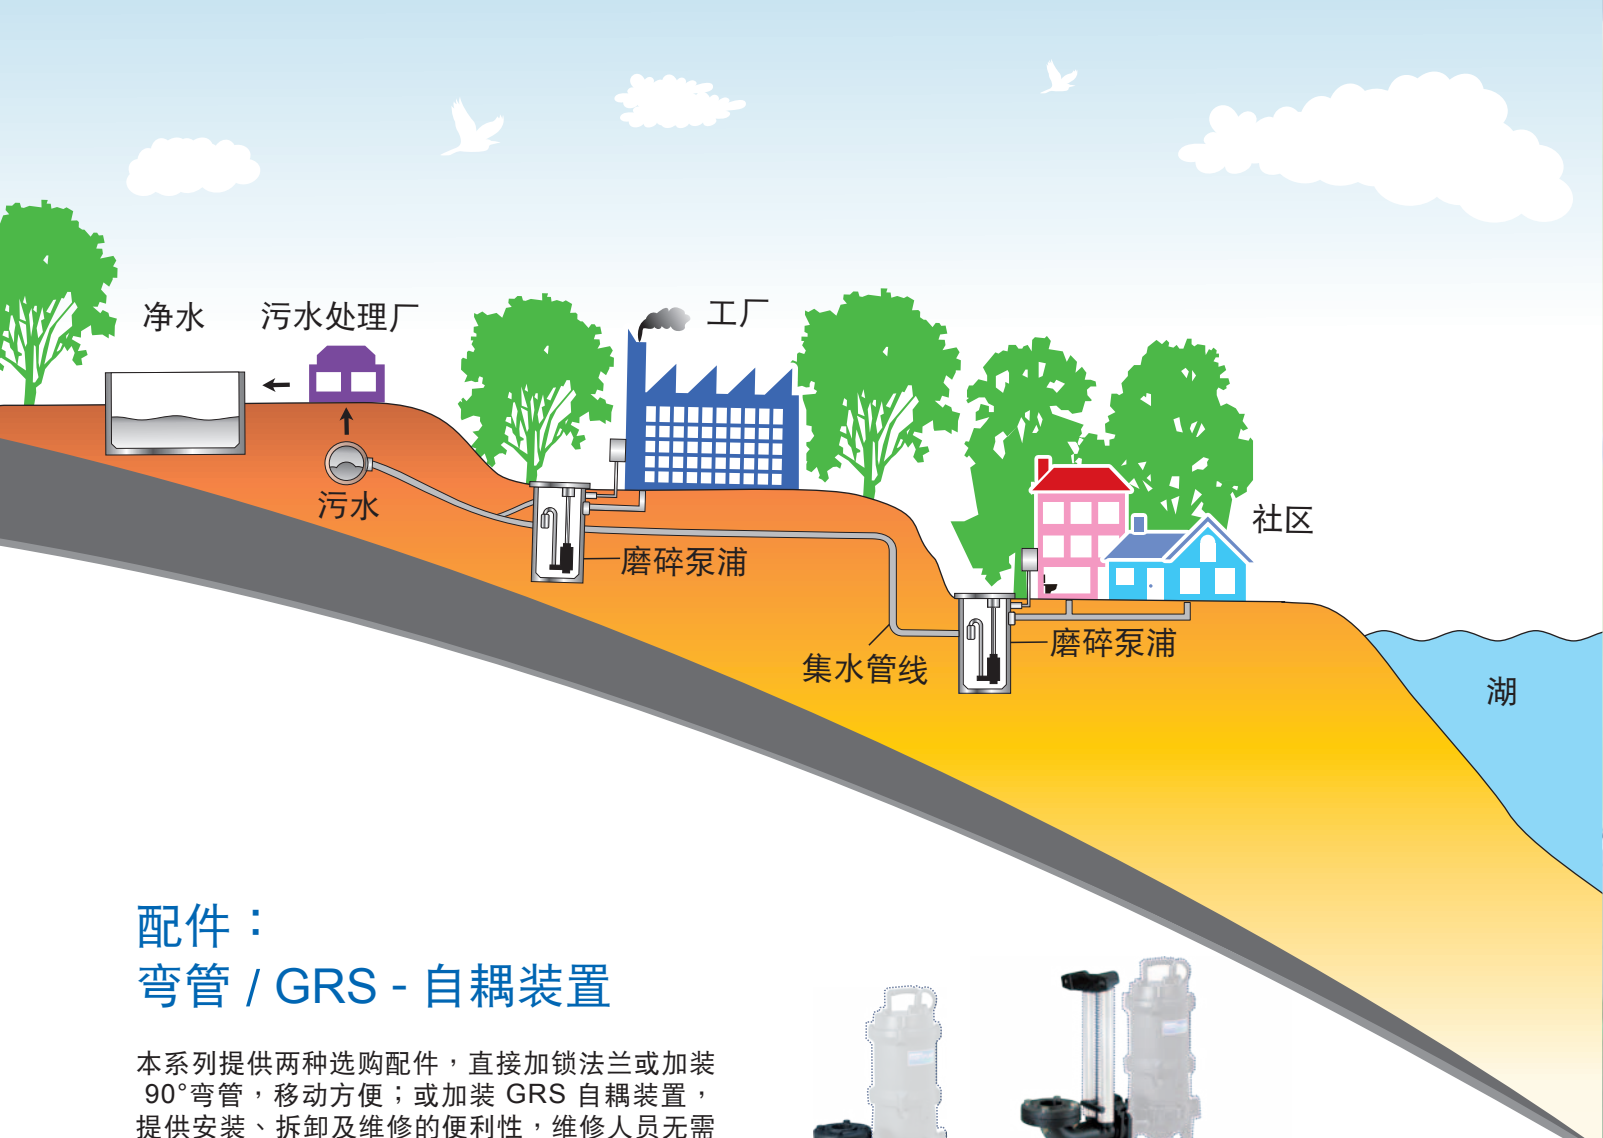 净水
污水处理厂
工厂
污水
磨碎泵浦
社区
磨碎泵浦
集水管线
湖
配件：
弯管 / GRS - 自耦装置
本系列提供两种选购配件，直接加锁法兰或加装
90°弯管，移动方便；或加装 GRS 自耦装置，
提供安装、拆卸及维修的便利性，维修人员无需